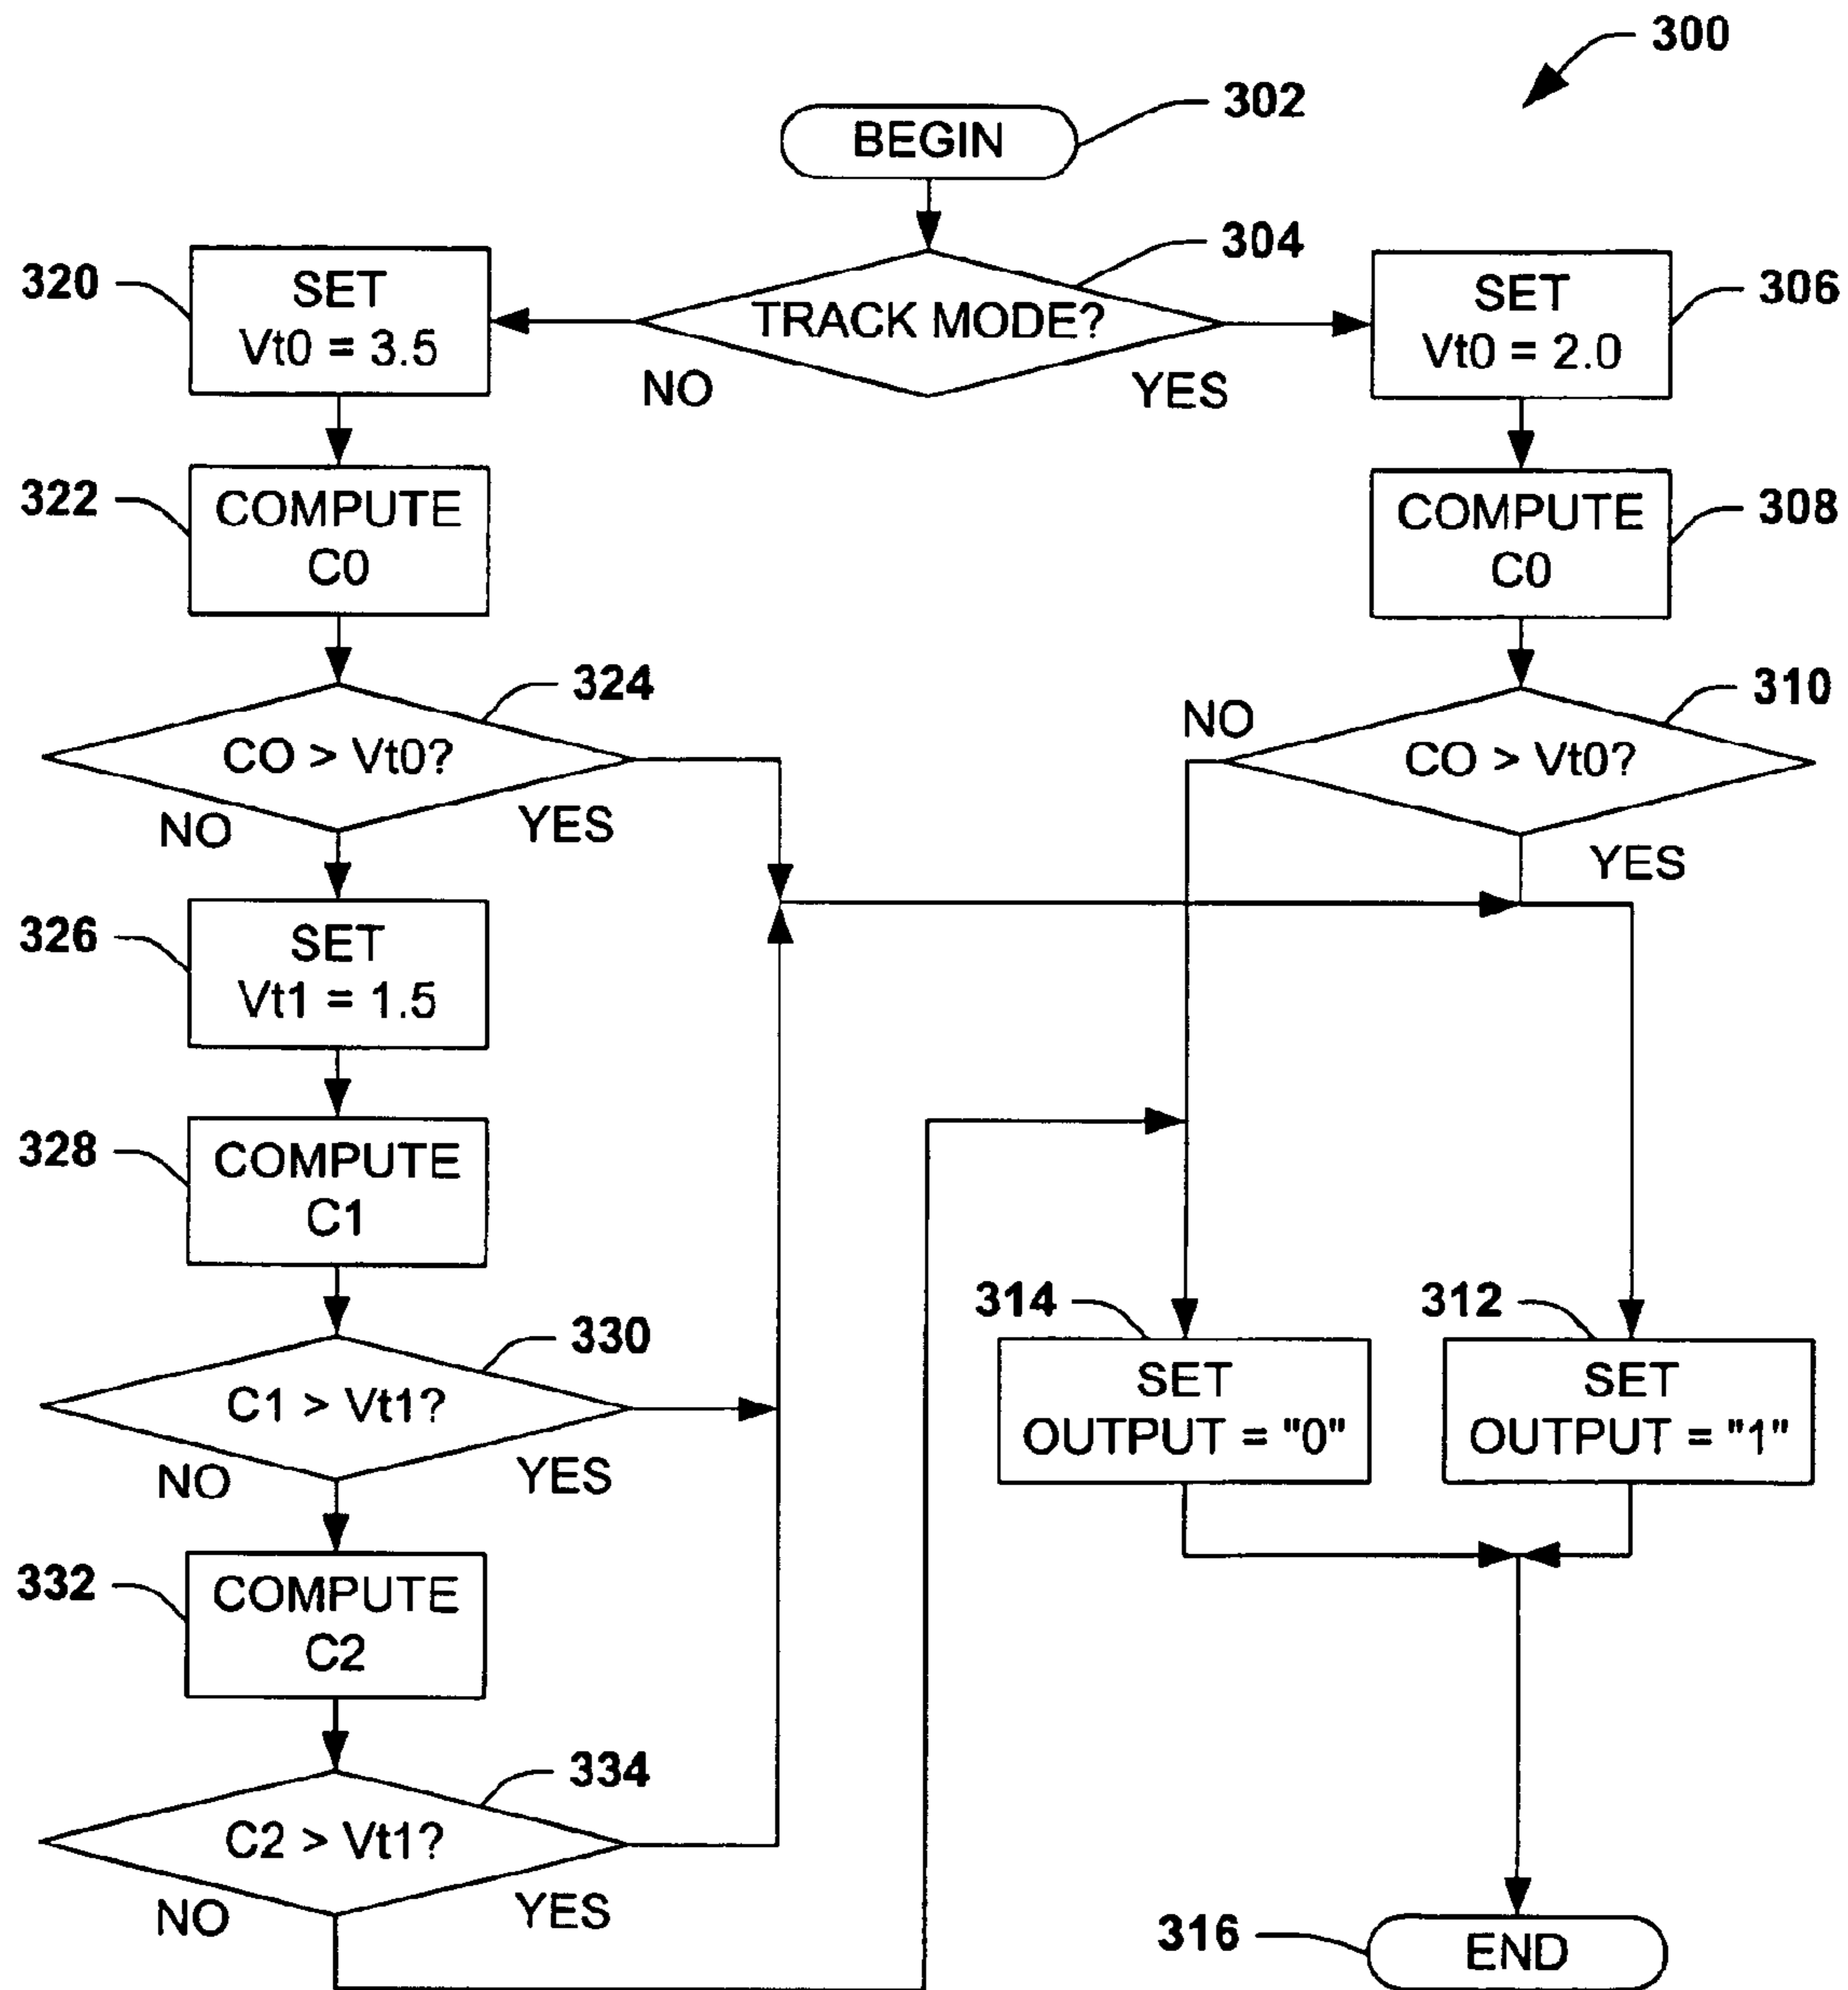 300
302
BEGIN
304
TRACK MODE?
NO
YES
320
SET
Vt0 = 3.5
306
SET
Vt0 = 2.0
322
COMPUTE
C0
308
COMPUTE
C0
324
CO > Vt0?
NO
YES
310
NO
CO > Vt0?
YES
326
SET
Vt1 = 1.5
328
COMPUTE
C1
330
C1 > Vt1?
NO
YES
314
SET
OUTPUT = "0"
312
SET
OUTPUT = "1"
332
COMPUTE
C2
334
C2 > Vt1?
NO
YES
316
END